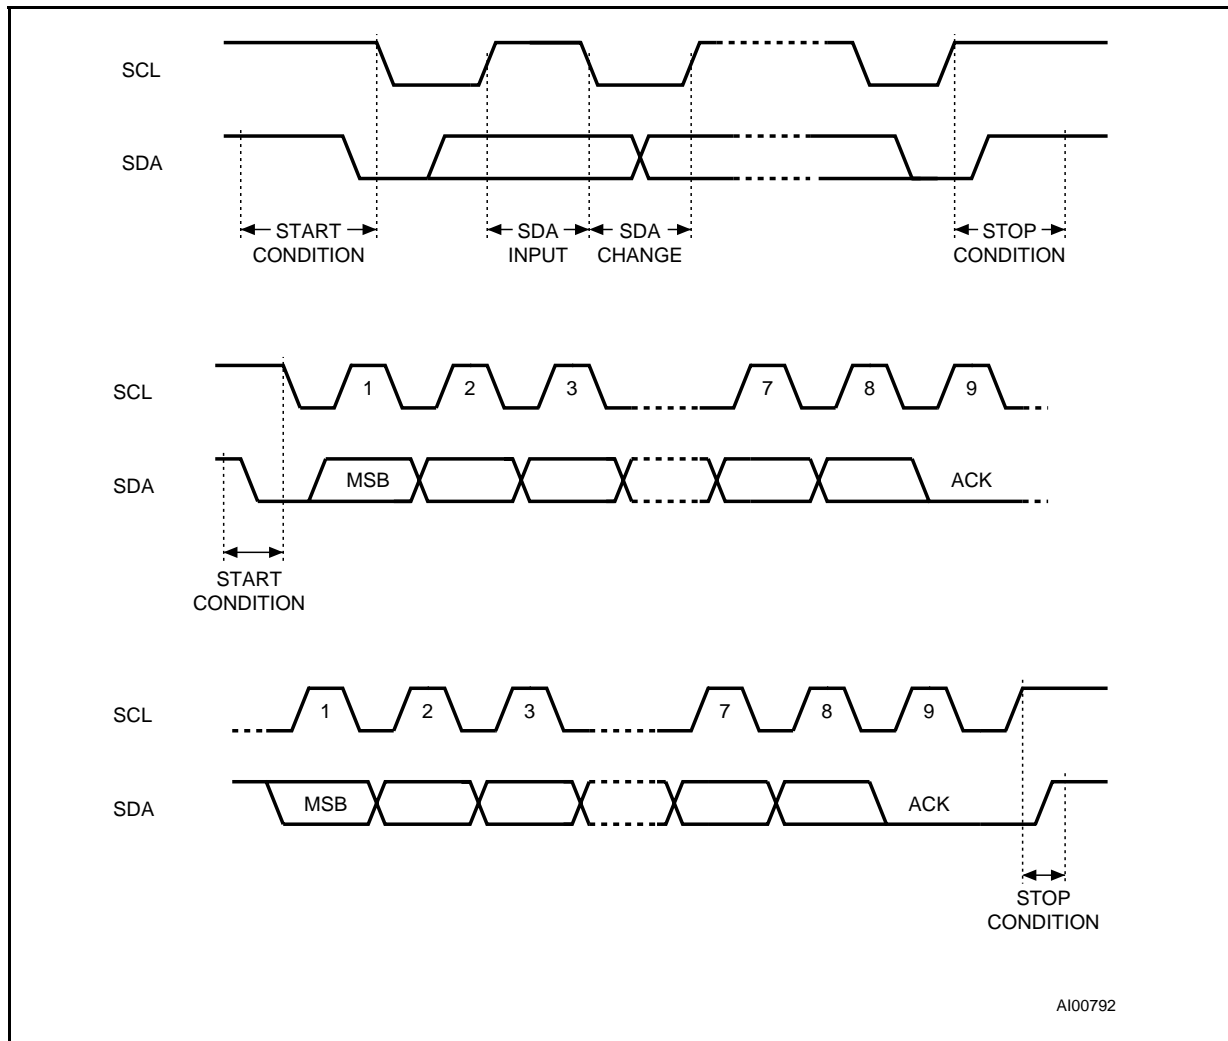 SCL
SDA
START
CONDITION
SDA
INPUT
SDA
CHANGE
STOP
CONDITION
SCL
1 2 3 7 8 9
SDA
MSB
ACK
START
CONDITION
SCL
1 2 3 7 8 9
SDA
MSB
ACK
STOP
CONDITION
AI00792